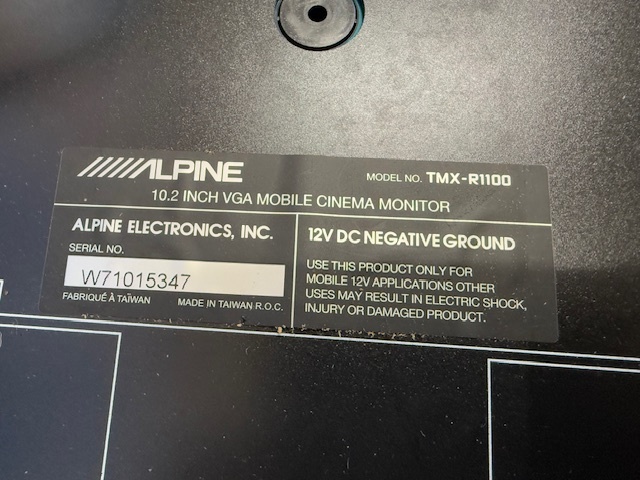 ALPINE
MODEL NO. TMX-R1100
10.2 INCH VGA MOBILE CINEMA MONITOR
ALPINE ELECTRONICS, INC.
SERIAL NO.
W71015347
FABRIQUÉ À TAÏWAN MADE IN TAIWAN R.O.C.
12V DC NEGATIVE GROUND
USE THIS PRODUCT ONLY FOR
MOBILE 12V APPLICATIONS OTHER
USES MAY RESULT IN ELECTRIC SHOCK,
INJURY OR DAMAGED PRODUCT.